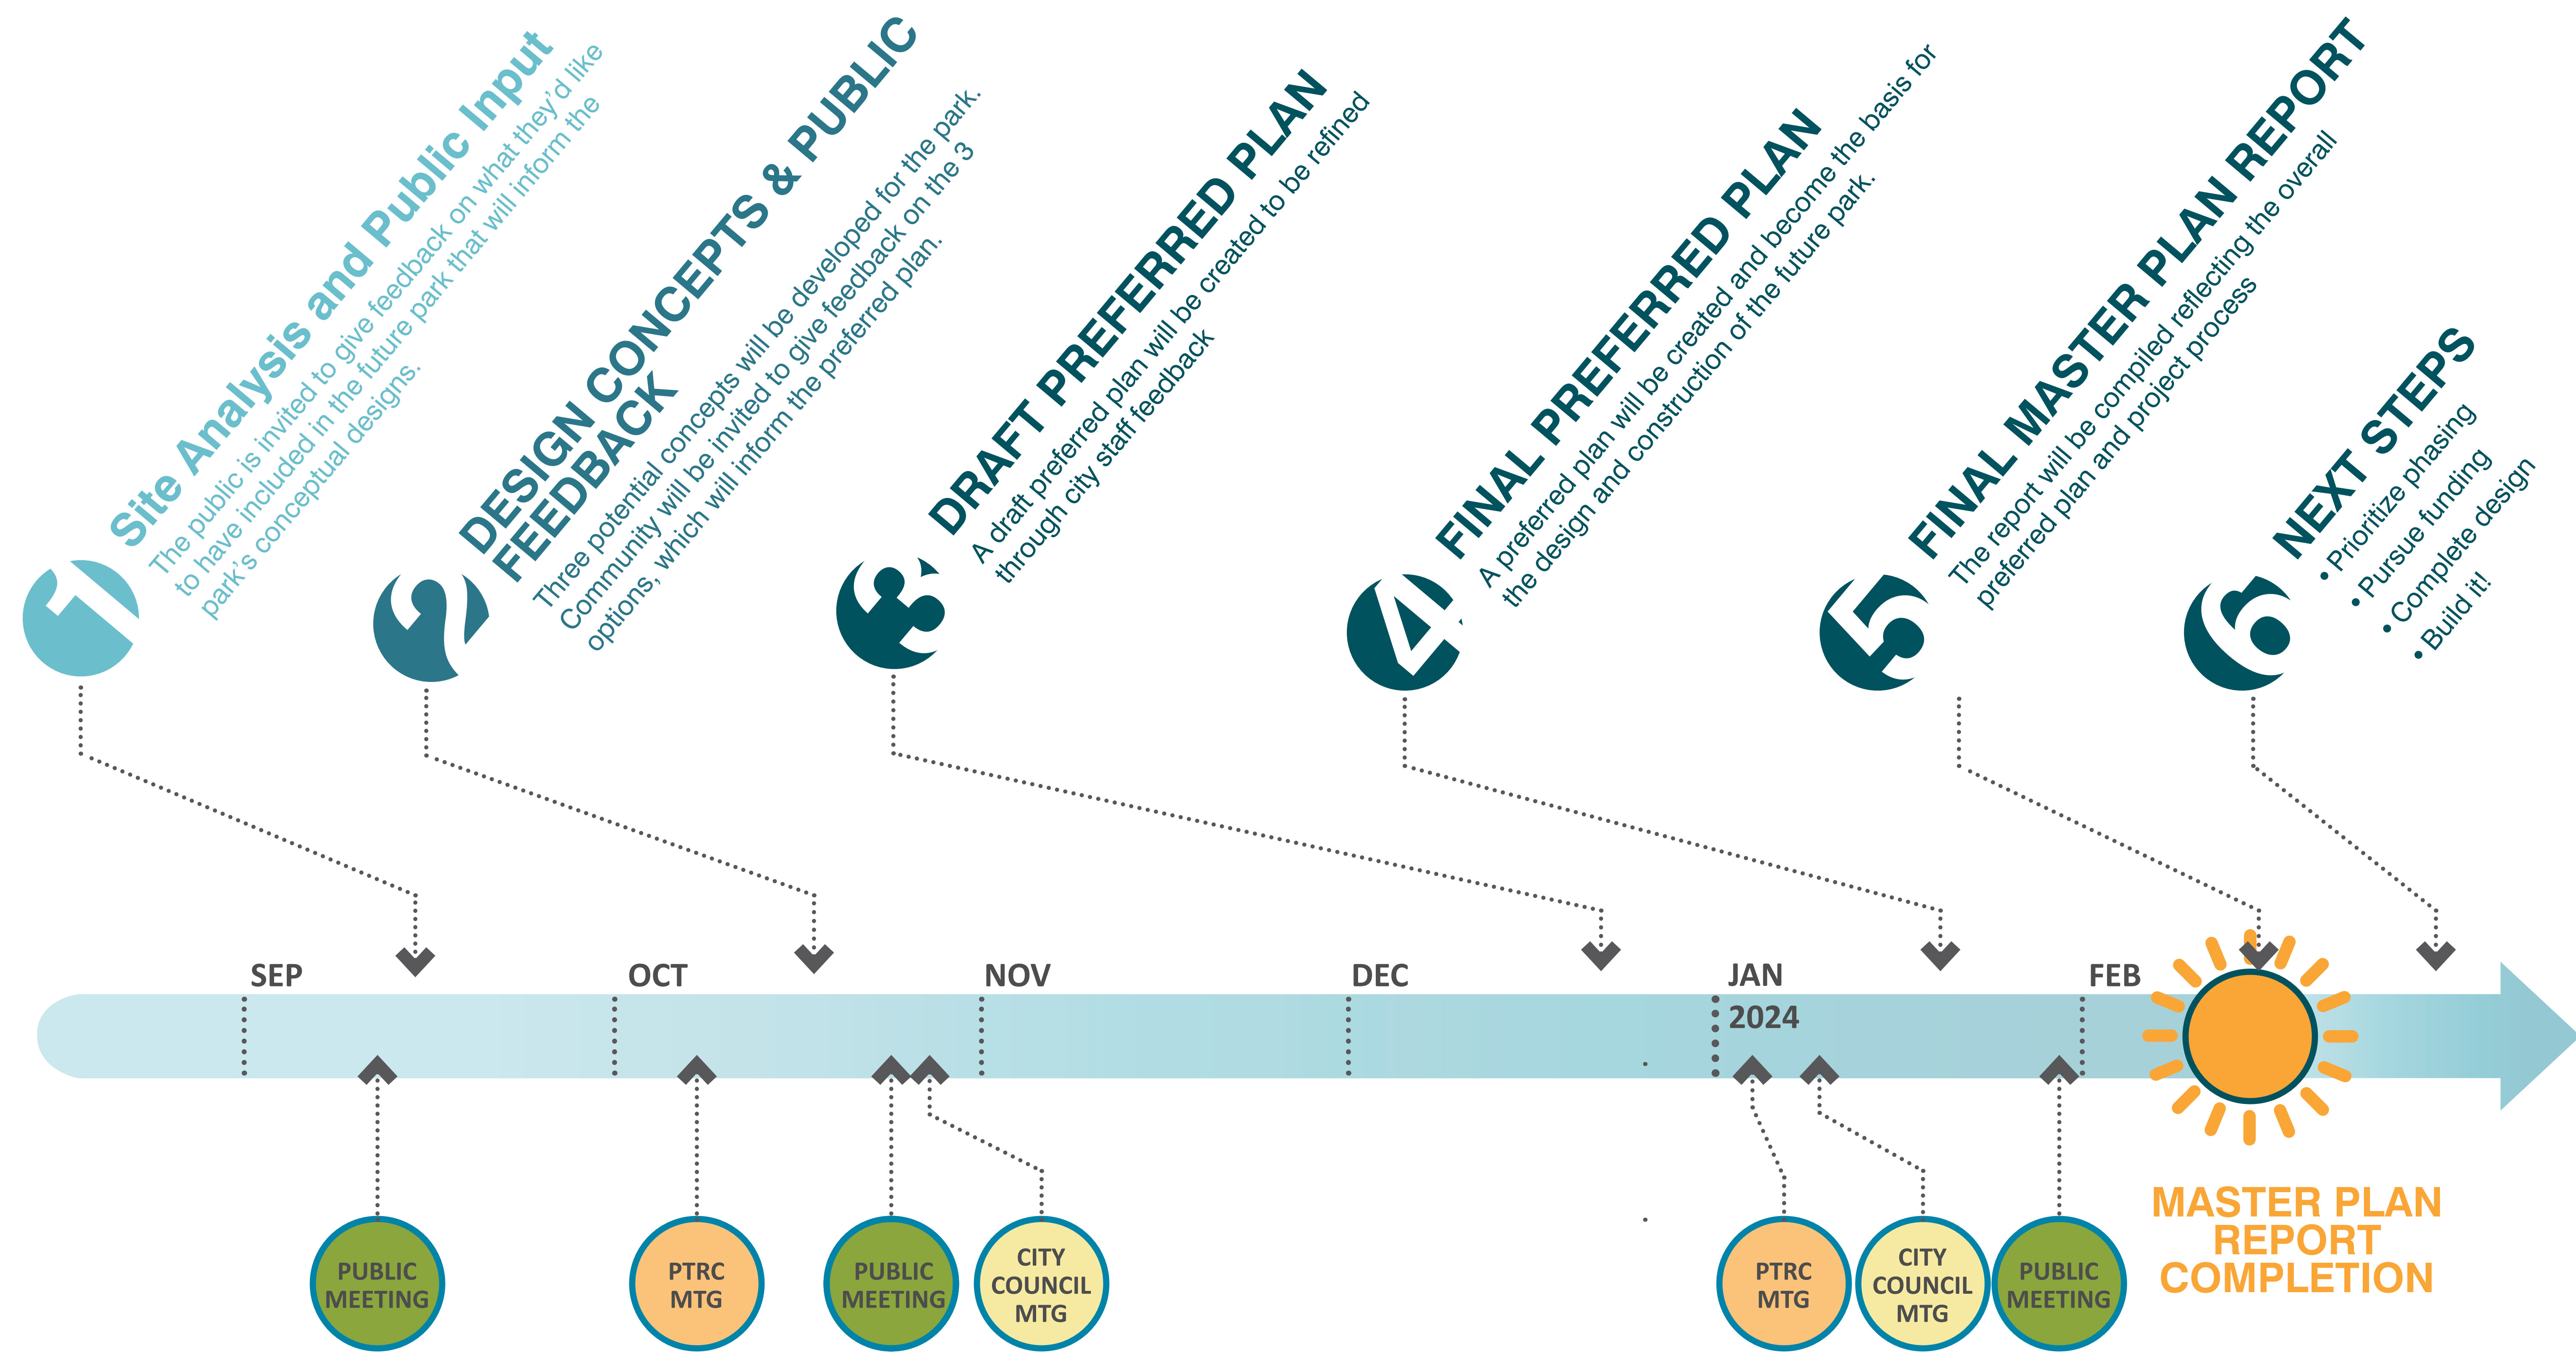 1
Site Analysis and Public Input
The public is invited to give feedback on what they'd like
to have included in the future park that will inform the
park's conceptual designs.
2
DESIGN CONCEPTS & PUBLIC
FEEDBACK
Three potential concepts will be developed for the park.
Community will be invited to give feedback on the 3
options, which will inform the preferred plan.
3
DRAFT PREFERRED PLAN
A draft preferred plan will be created to be refined
through city staff feedback
4
FINAL PREFERRED PLAN
A preferred plan will be created and become the basis for
the design and construction of the future park.
5
FINAL MASTER PLAN REPORT
The report will be compiled reflecting the overall
preferred plan and project process
6
NEXT STEPS
• Prioritize phasing
• Pursue funding
• Complete design
• Build it!
SEP
OCT
NOV
DEC
JAN
2024
FEB
PUBLIC
MEETING
PTRC
MTG
PUBLIC
MEETING
CITY
COUNCIL
MTG
PTRC
MTG
CITY
COUNCIL
MTG
PUBLIC
MEETING
MASTER PLAN
REPORT
COMPLETION